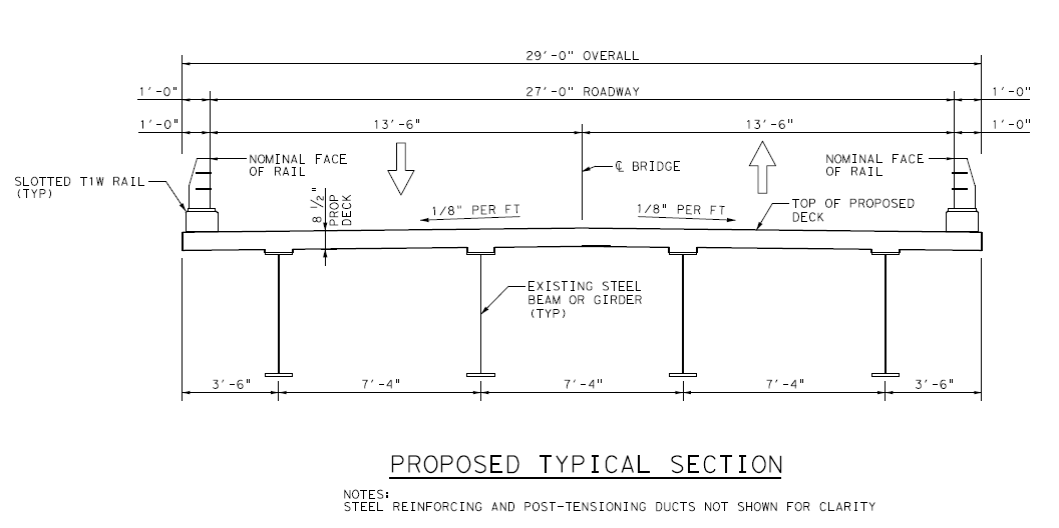 29'-0" OVERALL
1'-0" 27'-0" ROADWAY 1'-0"
1'-0" 13'-6" 13'-6" 1'-0"
NOMINAL FACE
OF RAIL
℄ BRIDGE
NOMINAL FACE
OF RAIL
SLOTTED T1W RAIL
(TYP)
8 1/2"
PROP
DECK
1/8" PER FT
1/8" PER FT
TOP OF PROPOSED
DECK
EXISTING STEEL
BEAM OR GIRDER
(TYP)
3'-6" 7'-4" 7'-4" 7'-4" 3'-6"
PROPOSED TYPICAL SECTION
NOTES:
STEEL REINFORCING AND POST-TENSIONING DUCTS NOT SHOWN FOR CLARITY